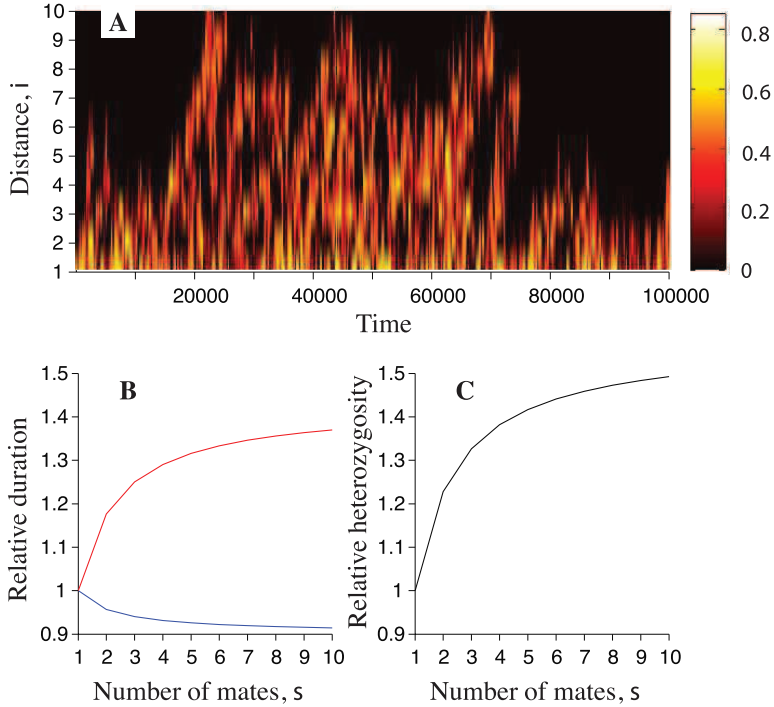 A
Distance, i
10
9
8
7
6
5
4
3
2
1
20000 40000 60000 80000 100000
Time
0.8
0.6
0.4
0.2
0
B
Relative duration
1.5
1.4
1.3
1.2
1.1
1
0.9
1 2 3 4 5 6 7 8 9 10
Number of mates, s
C
Relative heterozygosity
1.5
1.4
1.3
1.2
1.1
1
0.9
1 2 3 4 5 6 7 8 9 10
Number of mates, s